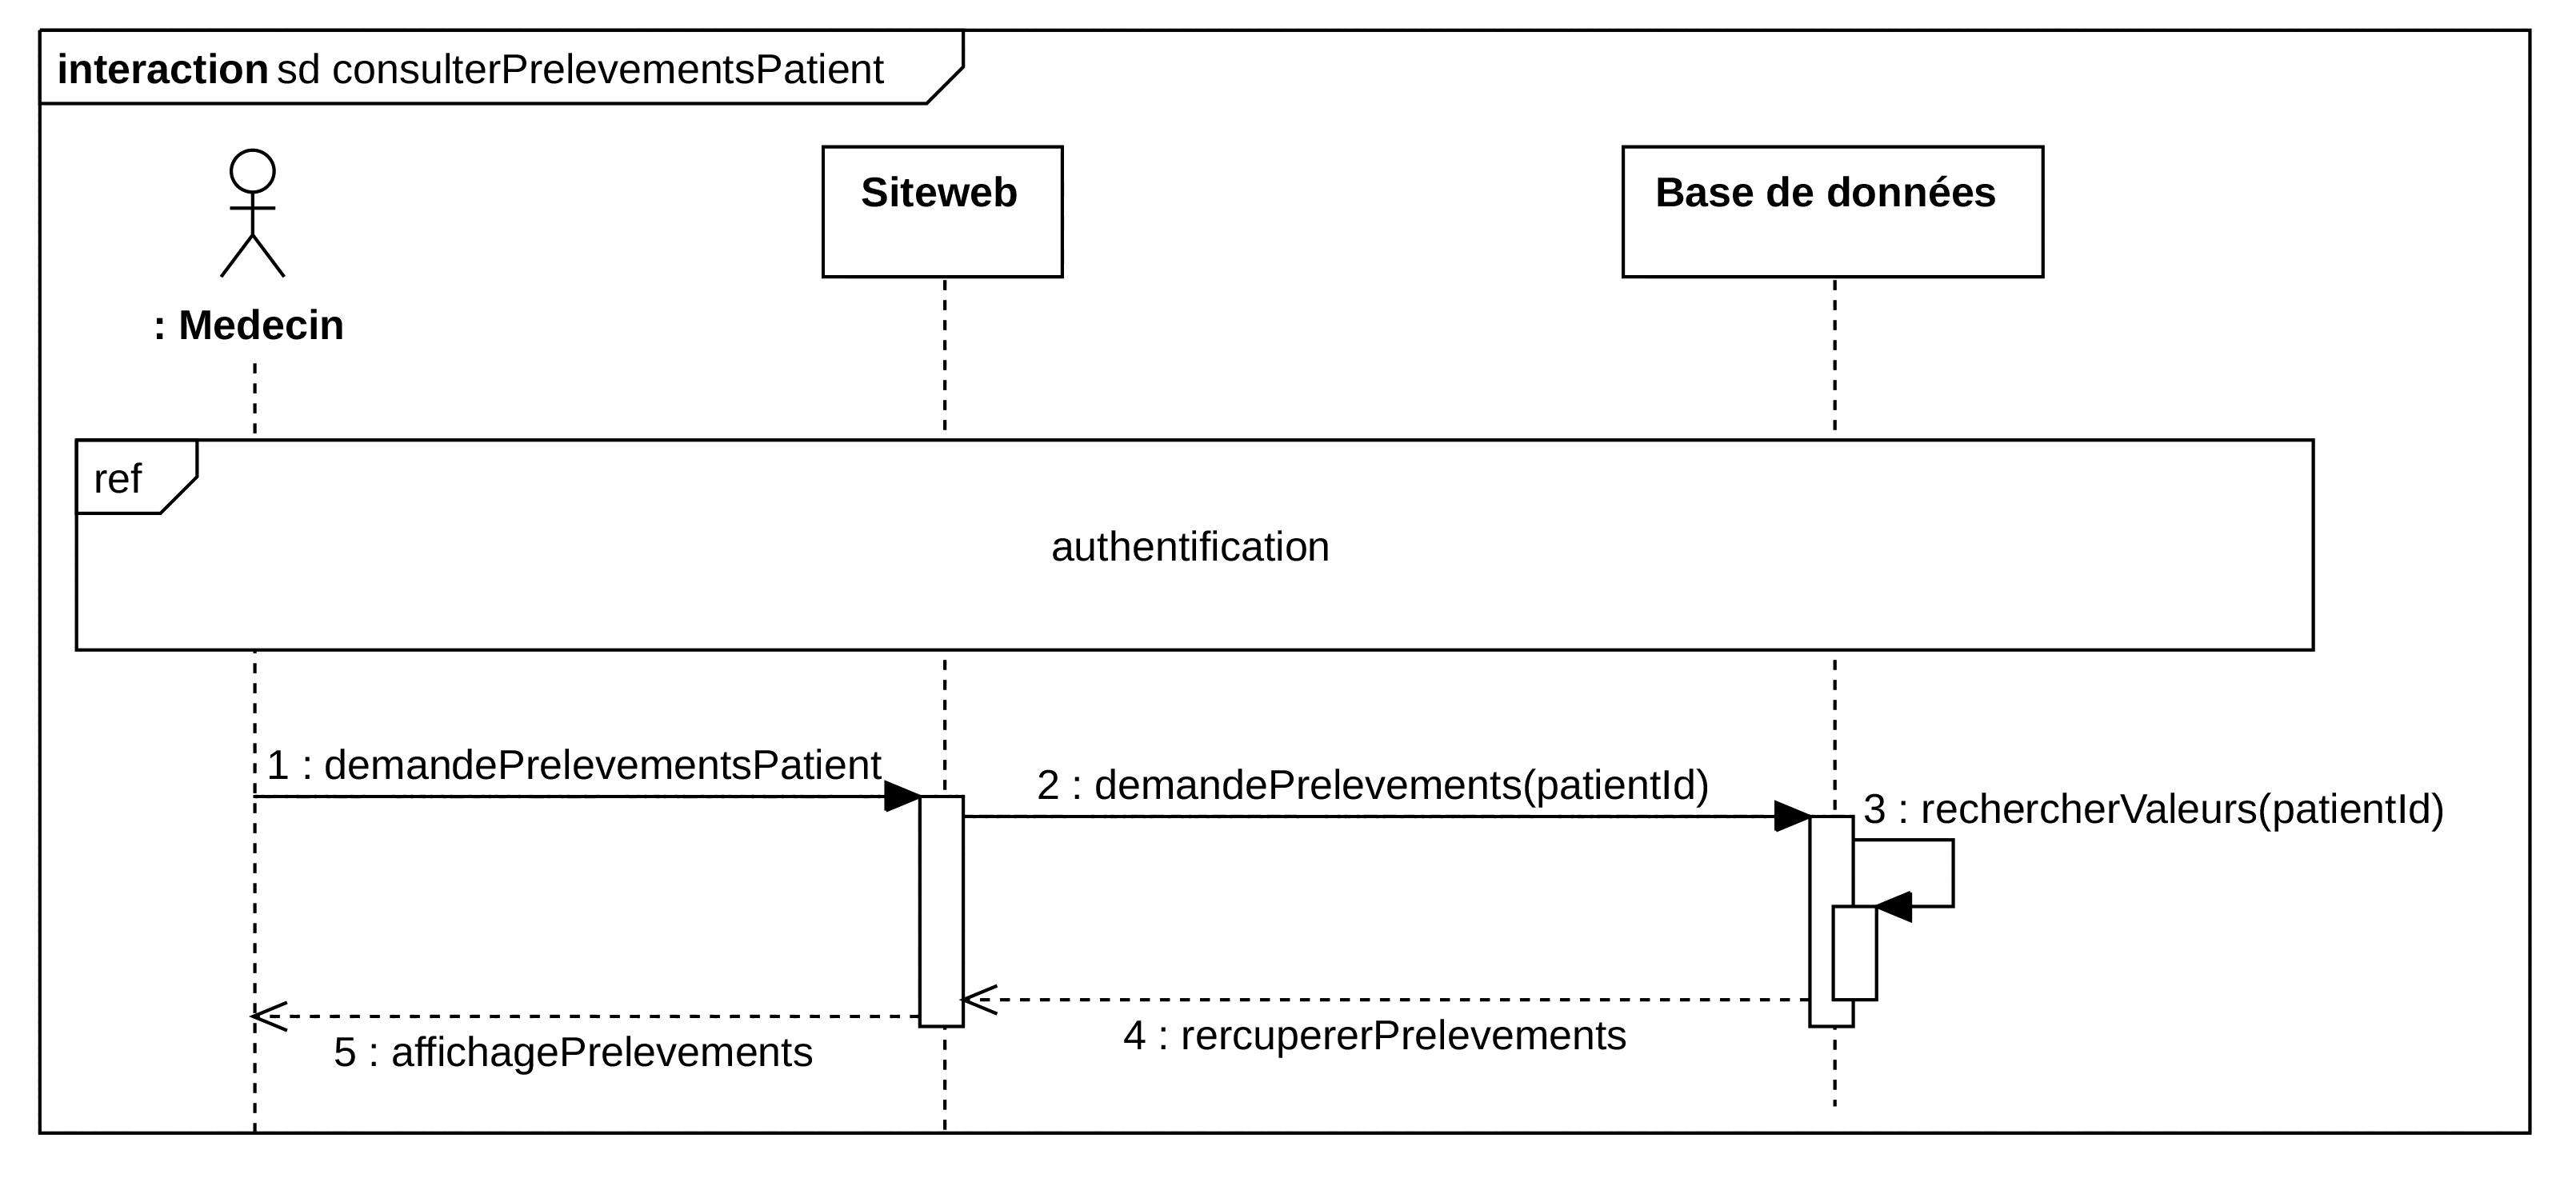 interaction sd consulterPrelevementsPatient
Siteweb
Base de données
: Medecin
ref
authentification
1 : demandePrelevementsPatient
2 : demandePrelevements(patientId)
3 : rechercherValeurs(patientId)
4 : rercupererPrelevements
5 : affichagePrelevements